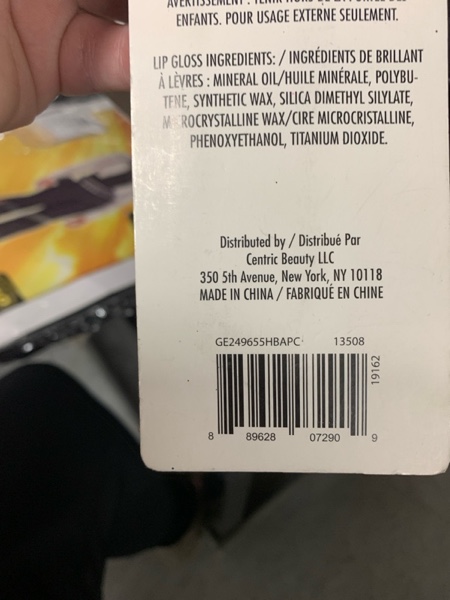 ENFANTS. POUR USAGE EXTERNE SEULEMENT.
LIP GLOSS INGREDIENTS: / INGRÉDIENTS DE BRILLANT
À LÈVRES : MINERAL OIL/HUILE MINÉRALE, POLYBU-
TENE, SYNTHETIC WAX, SILICA DIMETHYL SILYLATE,
M ROCRYSTALLINE WAX/CIRE MICROCRISTALLINE,
PHENOXYETHANOL, TITANIUM DIOXIDE.
Distributed by / Distribué Par
Centric Beauty LLC
350 5th Avenue, New York, NY 10118
MADE IN CHINA / FABRIQUÉ EN CHINE
GE249655HBAPC 13508
19162
8 89628 07290 9